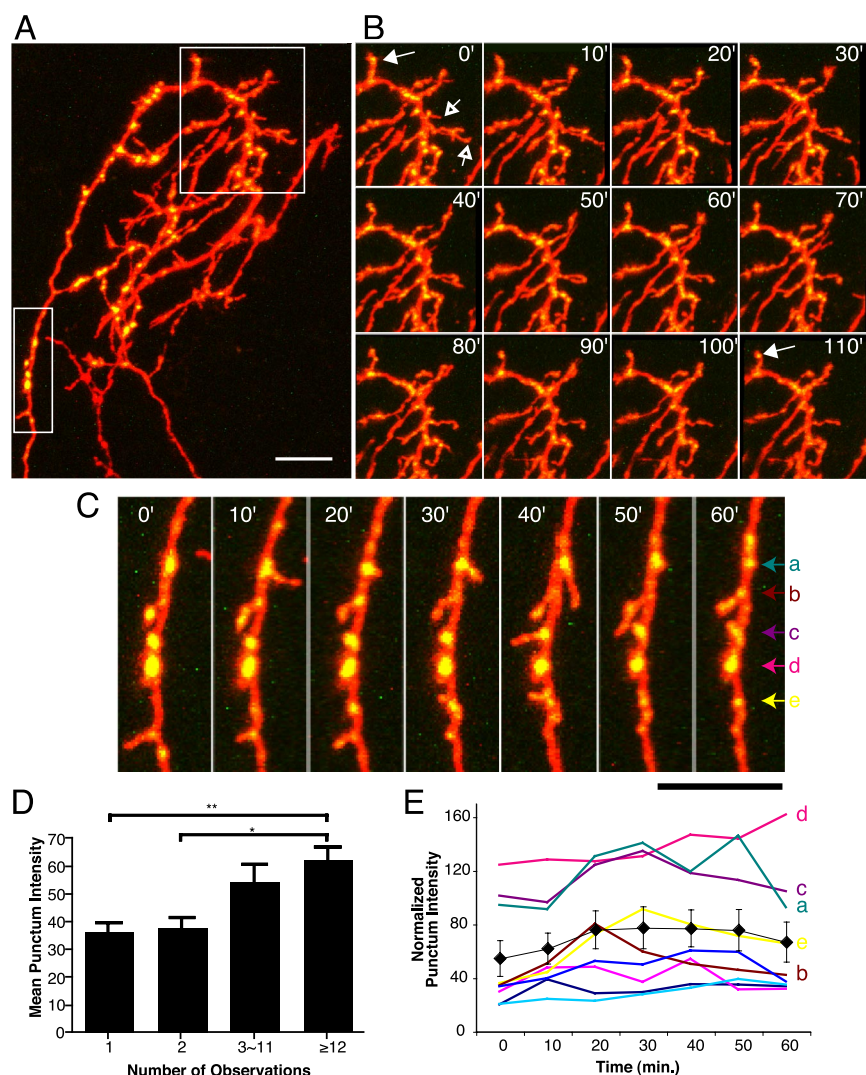 A
B
0'
10'
20'
30'
40'
50'
60'
70'
80'
90'
100'
110'
C
0'
10'
20'
30'
40'
50'
60'
a
b
c
d
e
D
**
*
Mean Punctum Intensity
70
60
50
40
30
20
10
0
1
2
3~11
≥12
Number of Observations
E
Normalized
Punctum Intensity
160
120
80
40
0
d
c
a
e
b
0
10
20
30
40
50
60
Time (min.)